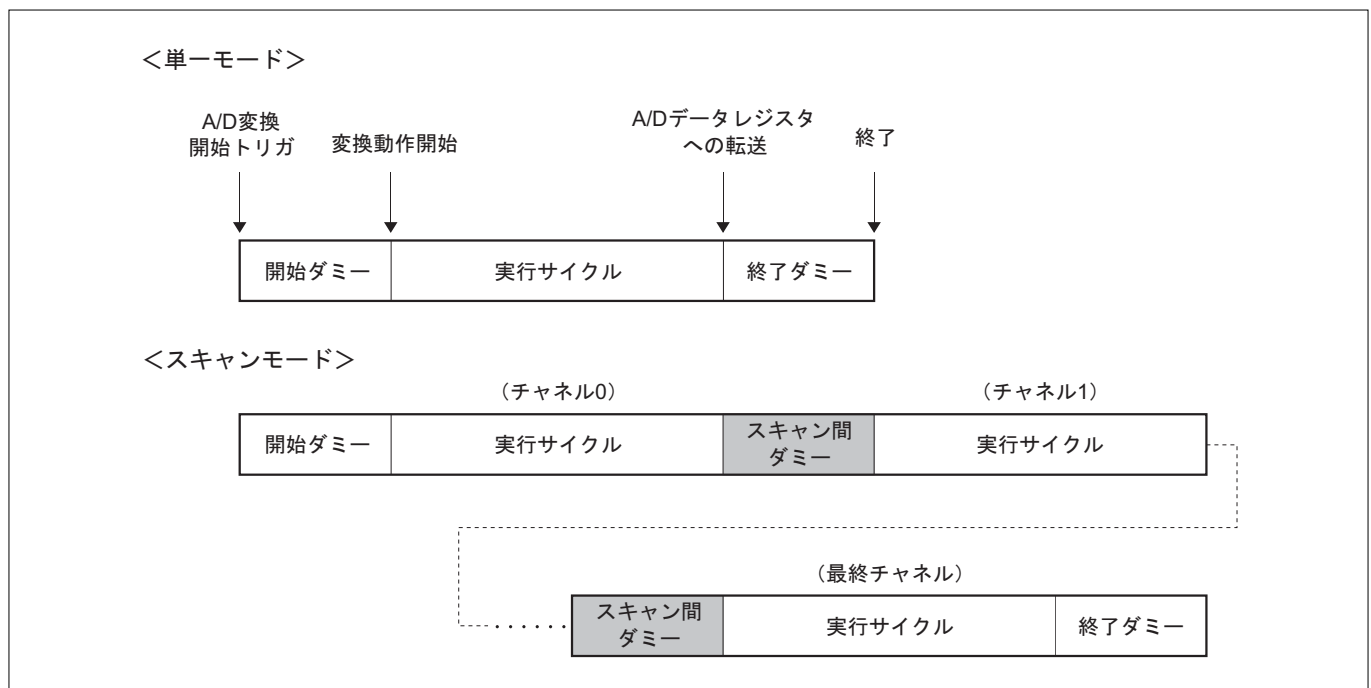 ＜単一モード＞
A/D変換
開始トリガ
変換動作開始
A/Dデータレジスタ
への転送
終了
開始ダミー
実行サイクル
終了ダミー
＜スキャンモード＞
（チャネル0）
（チャネル1）
開始ダミー
実行サイクル
スキャン間
ダミー
実行サイクル
（最終チャネル）
スキャン間
ダミー
実行サイクル
終了ダミー